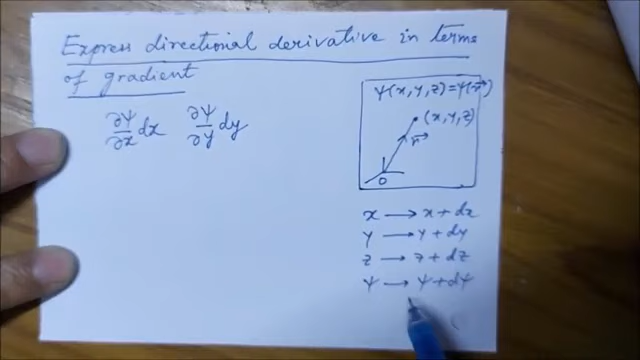 Express directional derivative in terms
of gradient
∂Ψ/∂x dx ∂Ψ/∂y dy
Ψ(x,y,z)=Ψ(r⃗)
(x,y,z)
r⃗
O
x → x+dx
y → y+dy
z → z+dz
Ψ → Ψ+dΨ